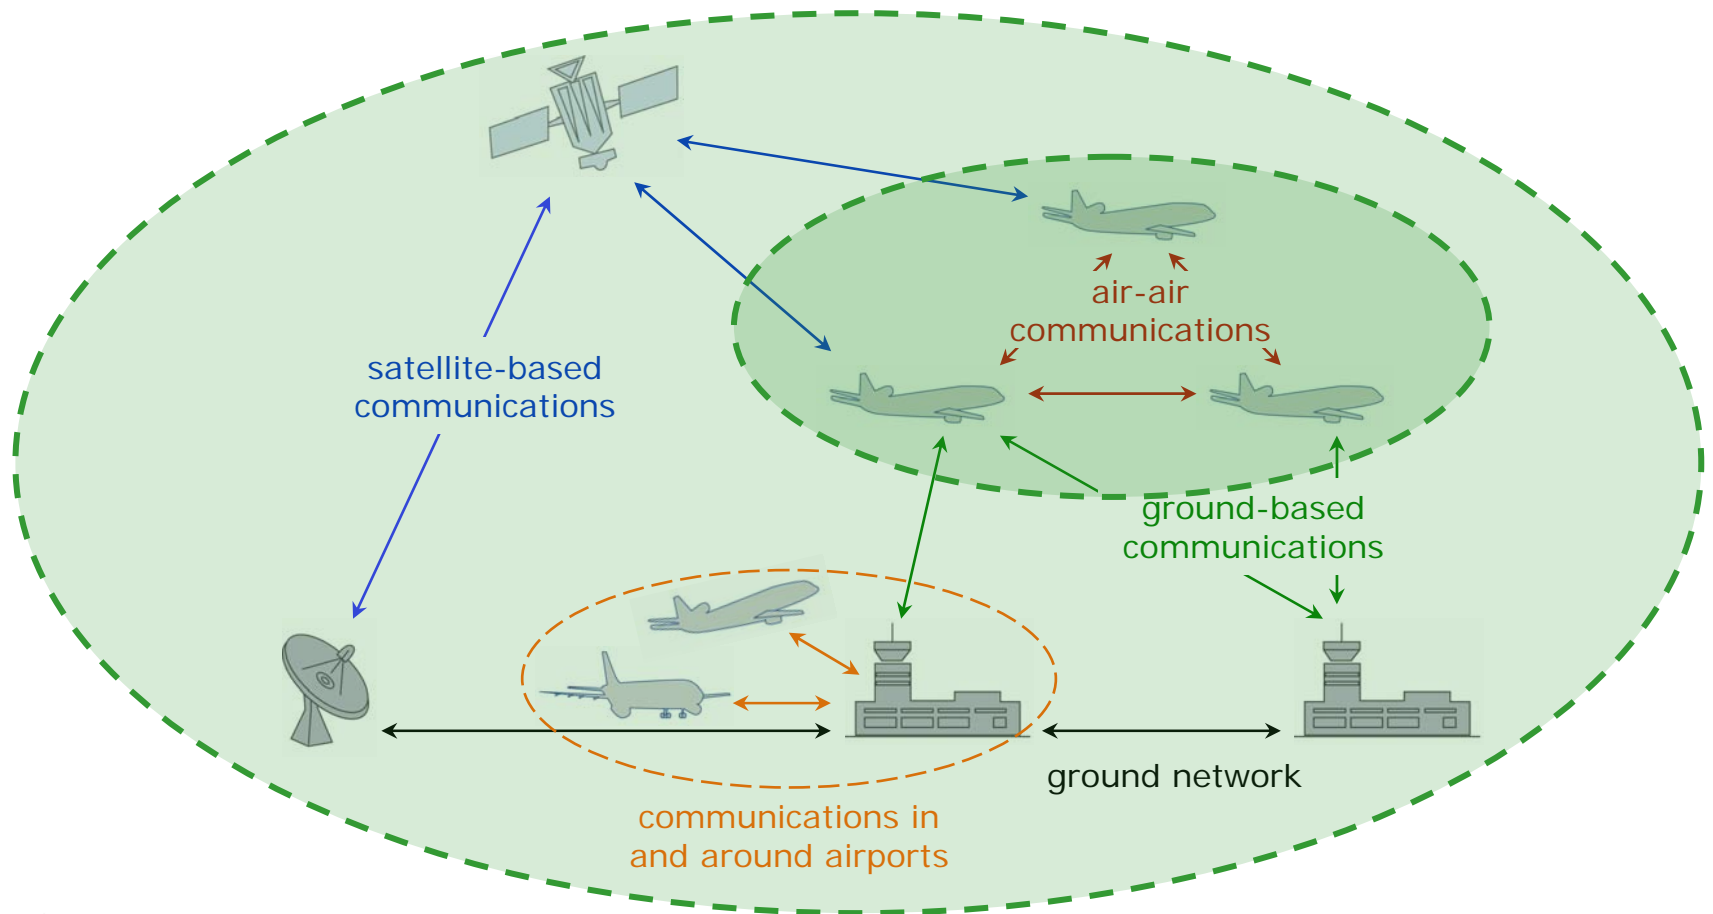 air-air
communications
satellite-based
communications
ground-based
communications
ground network
communications in
and around airports